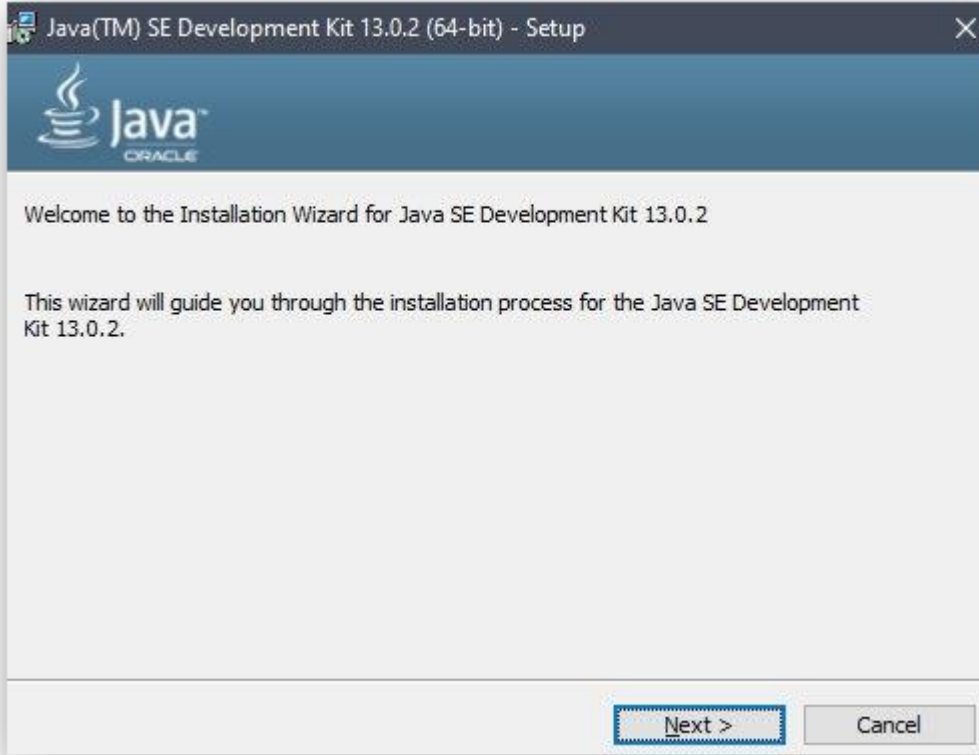 Java(TM) SE Development Kit 13.0.2 (64-bit) - Setup
Java™
ORACLE
Welcome to the Installation Wizard for Java SE Development Kit 13.0.2
This wizard will guide you through the installation process for the Java SE Development
Kit 13.0.2.
Next >
Cancel